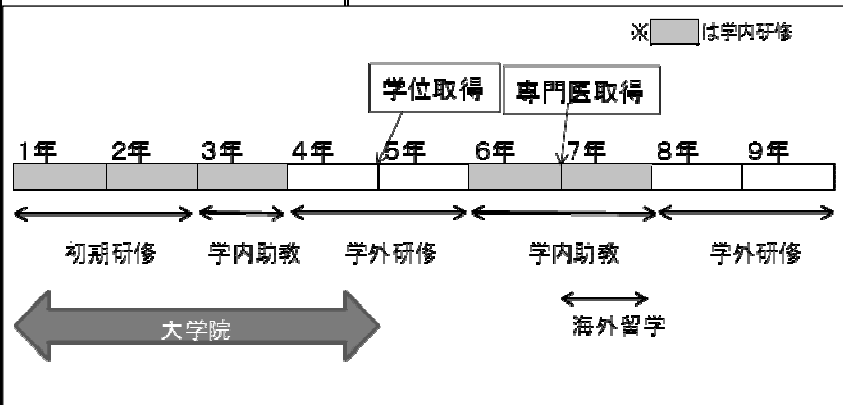 ※ は学内研修
学位取得
専門医取得
1年 2年 3年 4年 5年 6年 7年 8年 9年
初期研修 学内助教 学外研修 学内助教 学外研修
海外留学
大学院